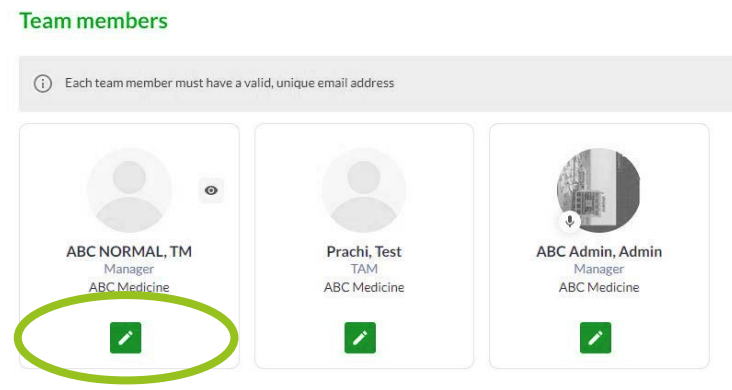 Team members
Each team member must have a valid, unique email address
ABC NORMAL, TM
Manager
ABC Medicine
Prachi, Test
TAM
ABC Medicine
ABC Admin, Admin
Manager
ABC Medicine